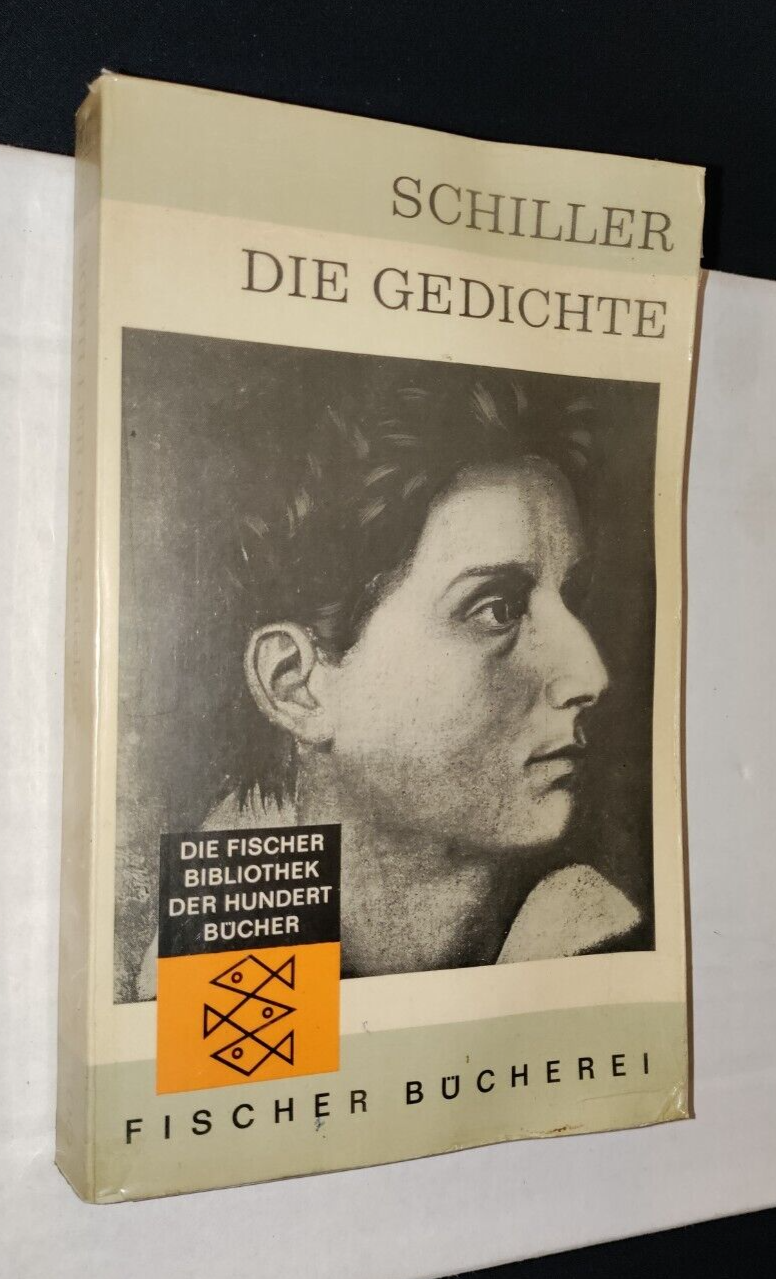 SCHILLER
DIE GEDICHTE
DIE FISCHER
BIBLIOTHEK
DER HUNDERT
BÜCHER
FISCHER BÜCHEREI